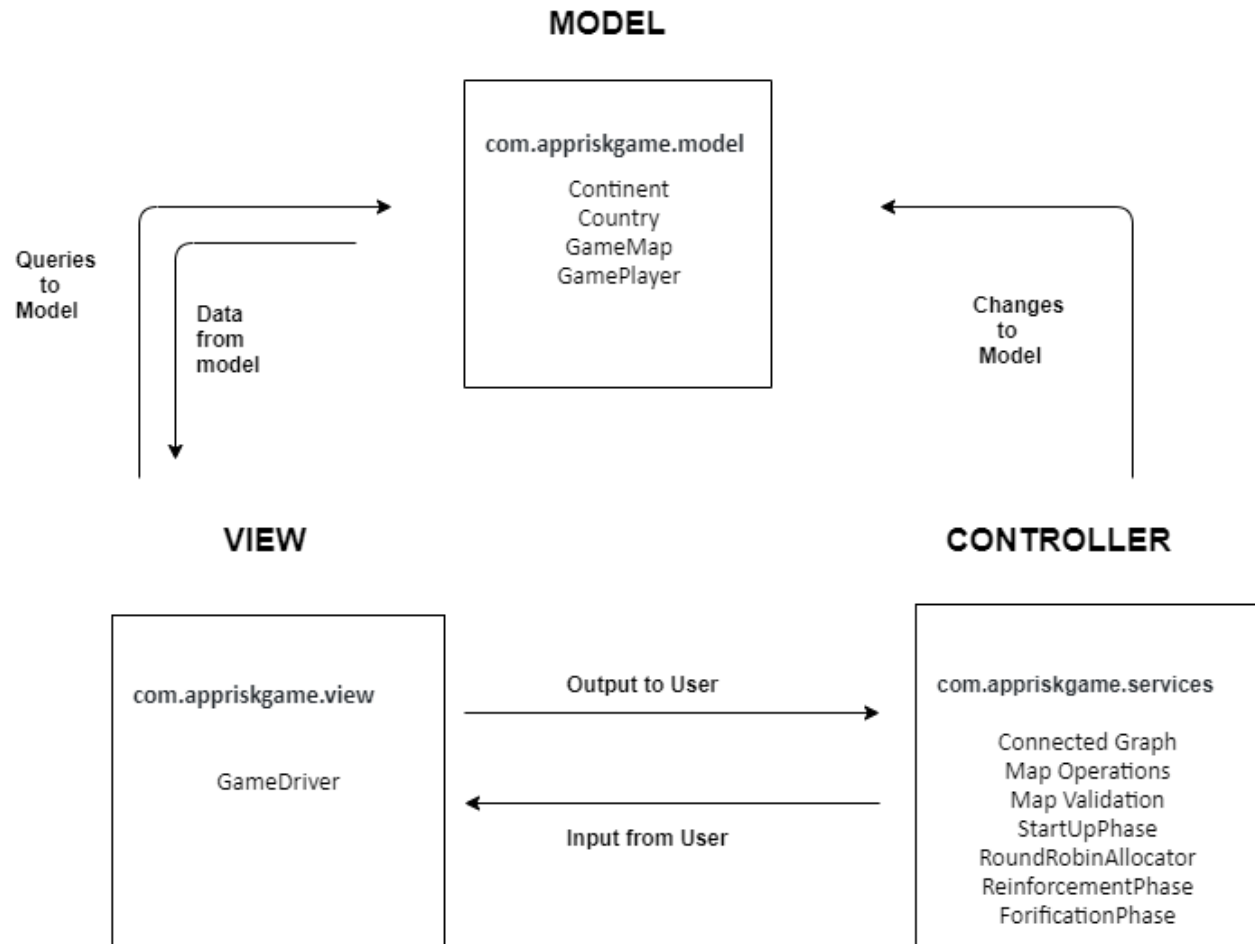 MODEL
com.appriskgame.model
Continent
Country
GameMap
GamePlayer
Queries
to
Model
Data
from
model
Changes
to
Model
VIEW
CONTROLLER
com.appriskgame.view
GameDriver
Output to User
Input from User
com.appriskgame.services
Connected Graph
Map Operations
Map Validation
StartUpPhase
RoundRobinAllocator
ReinforcementPhase
ForificationPhase